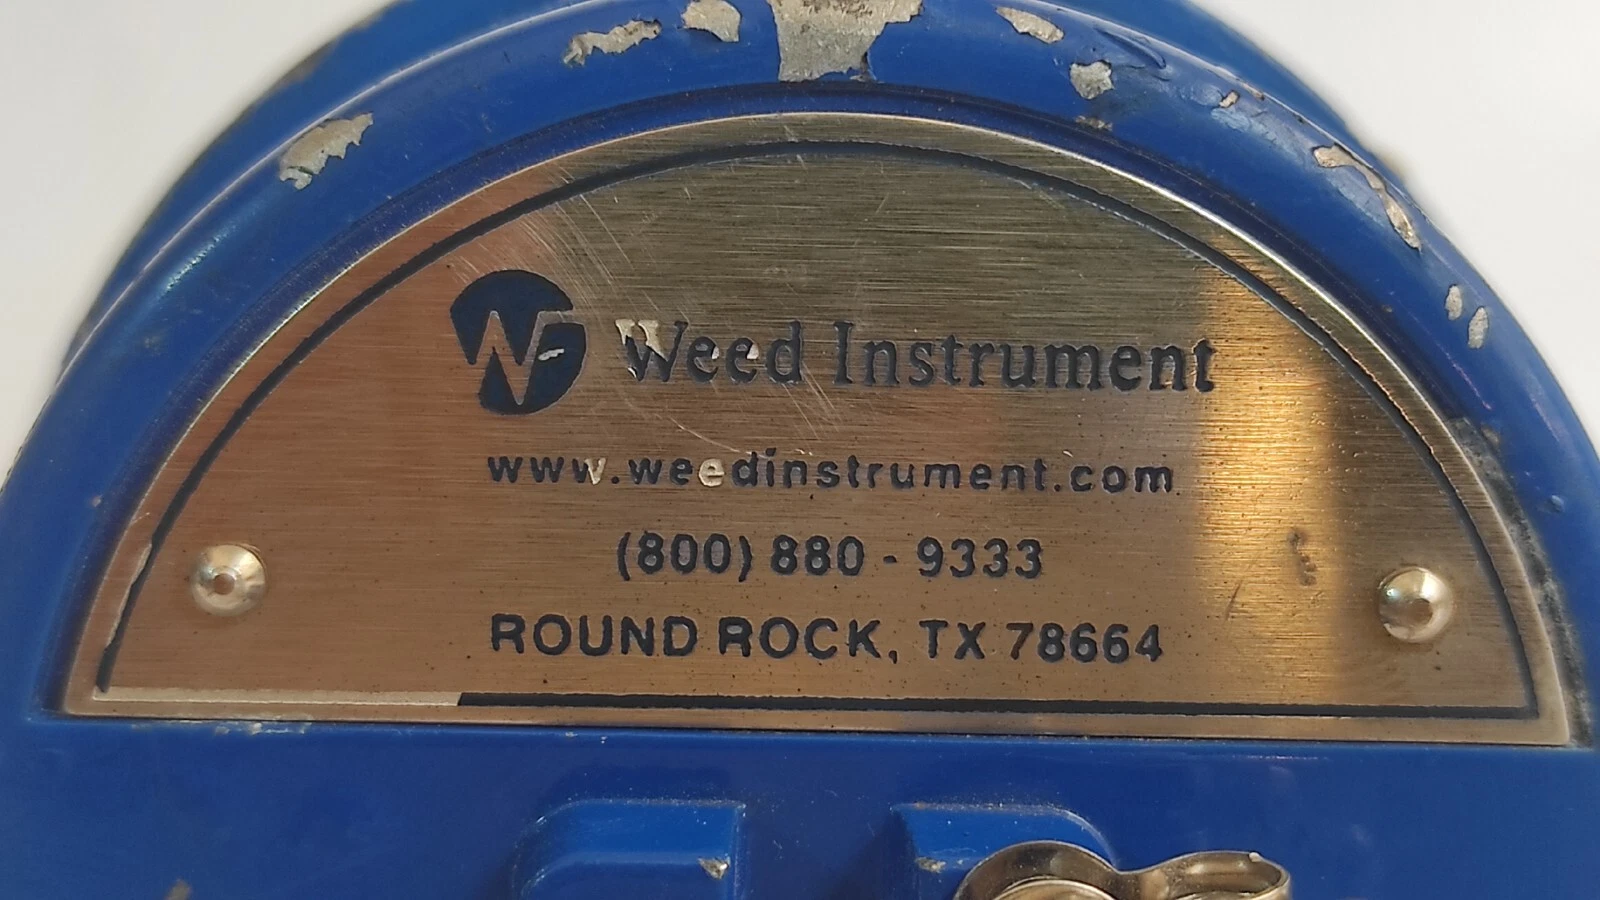 Weed Instrument
www.weedinstrument.com
(800) 880 - 9333
ROUND ROCK, TX 78664